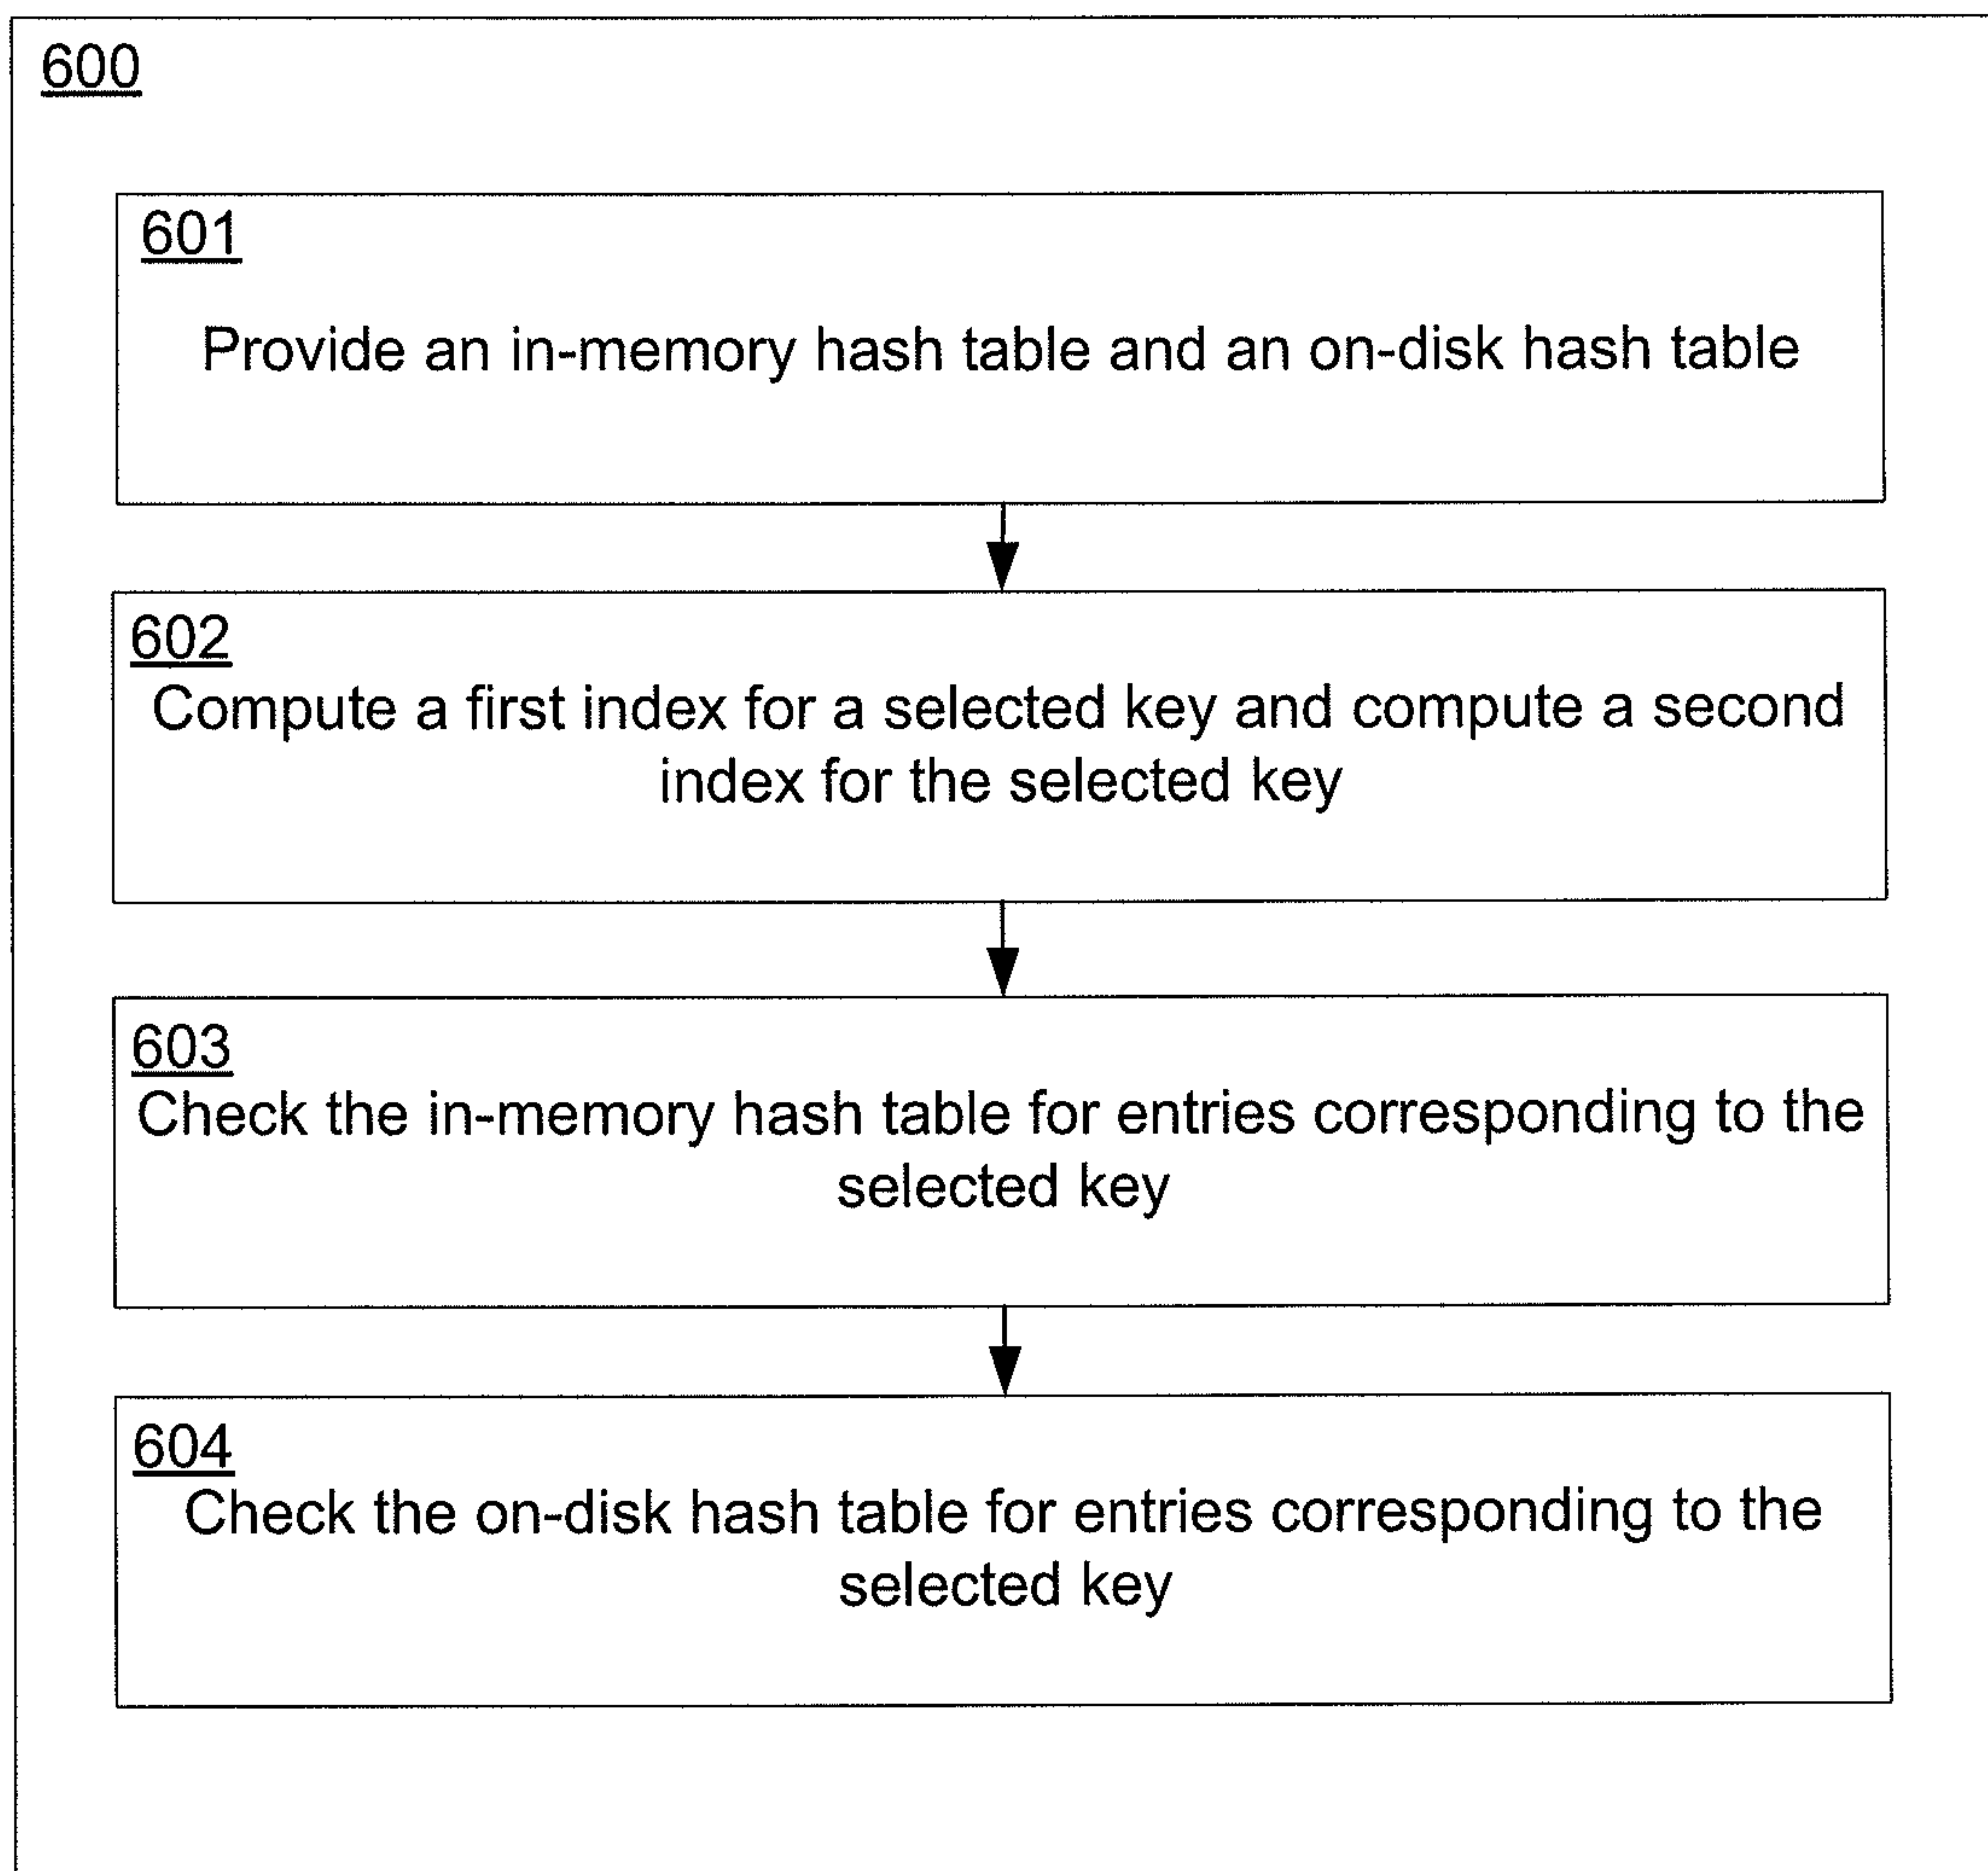 600
601
Provide an in-memory hash table and an on-disk hash table
602
Compute a first index for a selected key and compute a second
index for the selected key
603
Check the in-memory hash table for entries corresponding to the
selected key
604
Check the on-disk hash table for entries corresponding to the
selected key